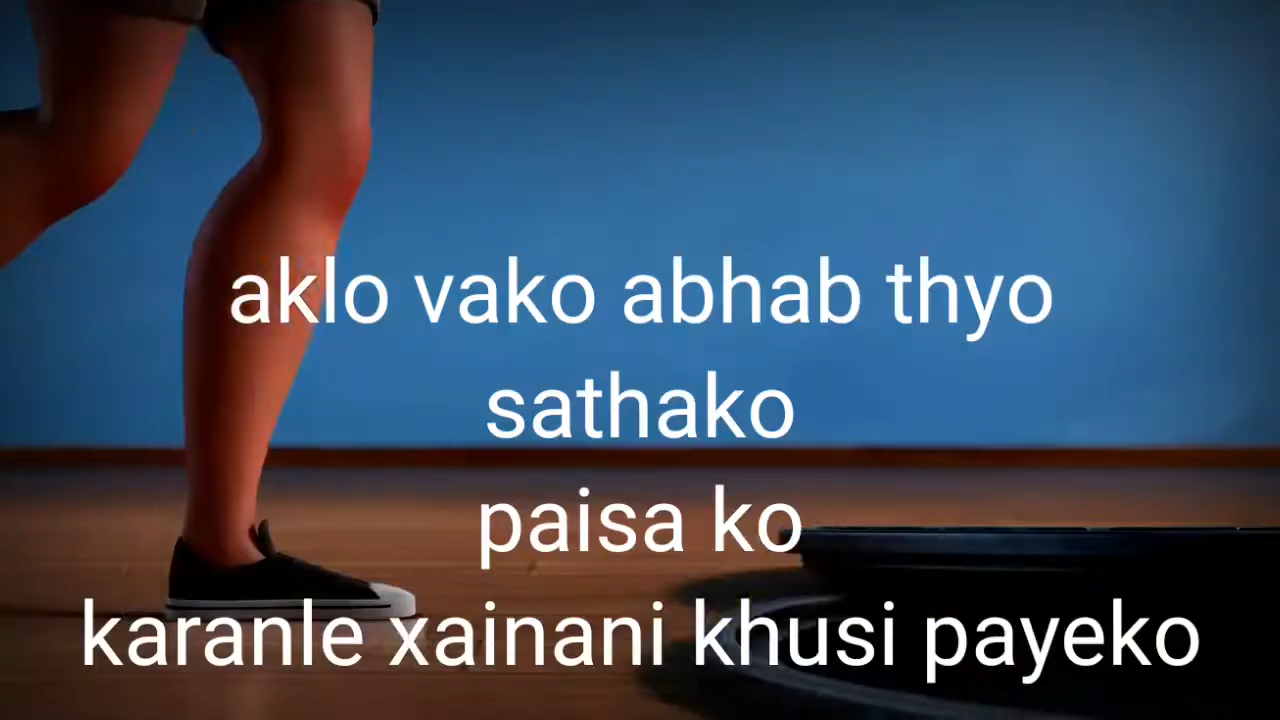 aklo vako abhab thyo
sathako
paisa ko
karanle xainani khusi payeko